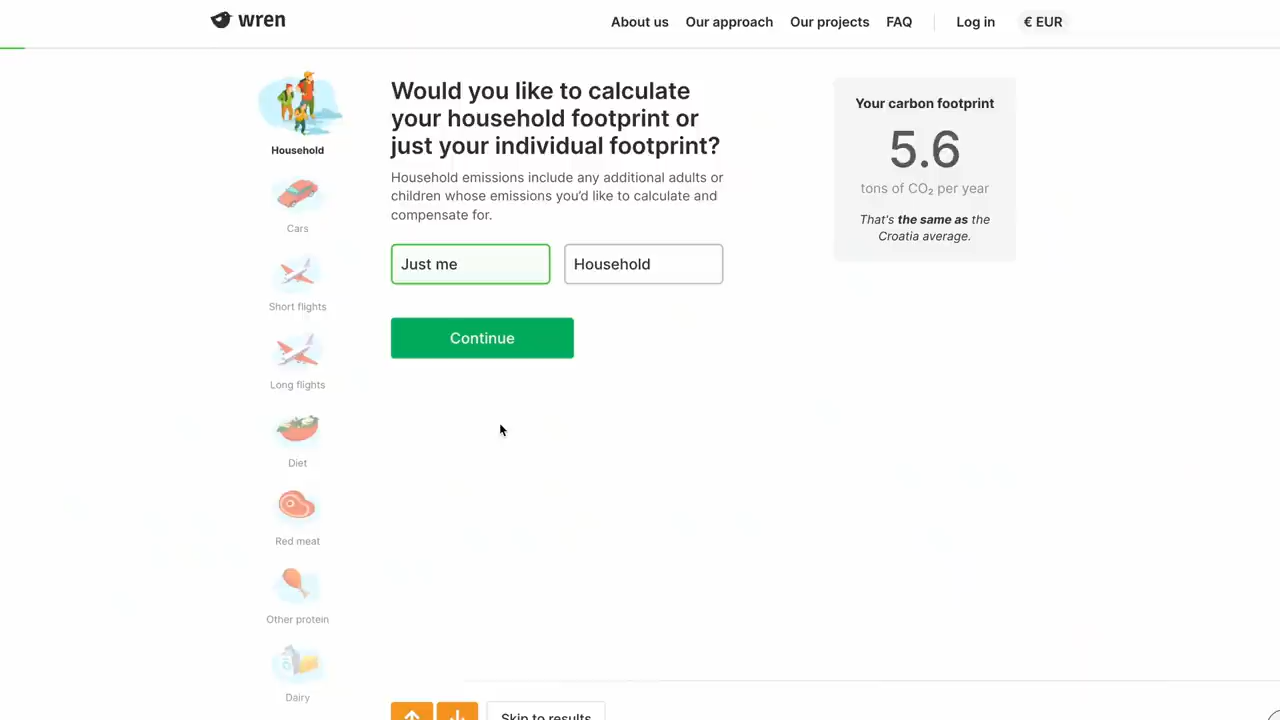 wren
About us
Our approach
Our projects
FAQ
Log in
€ EUR
Household
Cars
Short flights
Long flights
Diet
Red meat
Other protein
Dairy
Would you like to calculate
your household footprint or
just your individual footprint?
Household emissions include any additional adults or
children whose emissions you'd like to calculate and
compensate for.
Just me
Household
Continue
Skip to results
Your carbon footprint
5.6
tons of CO₂ per year
That's the same as the
Croatia average.